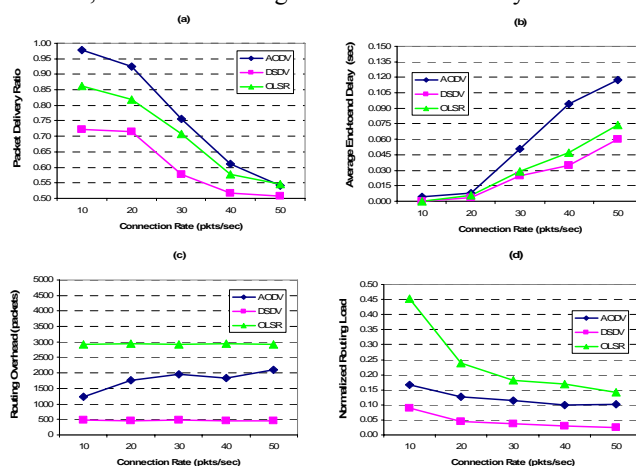 (a)
1.00
0.95
0.90
0.85
0.80
0.75
0.70
0.65
0.60
0.55
0.50
Packet Delivery Ratio
AODV
DSDV
OLSR
10 20 30 40 50
Connection Rate (pkts/sec)
(b)
0.150
0.135
0.120
0.105
0.090
0.075
0.060
0.045
0.030
0.015
0.000
Average End-to-end Delay (sec)
AODV
DSDV
OLSR
10 20 30 40 50
Connection Rate (pkts/sec)
(c)
5000
4500
4000
3500
3000
2500
2000
1500
1000
500
0
Routing Overhead (packets)
AODV
DSDV
OLSR
10 20 30 40 50
Connection Rate (pkts/sec)
(d)
0.50
0.45
0.40
0.35
0.30
0.25
0.20
0.15
0.10
0.05
0.00
Normalized Routing Load
AODV
DSDV
OLSR
10 20 30 40 50
Connection Rate (pkts/sec)